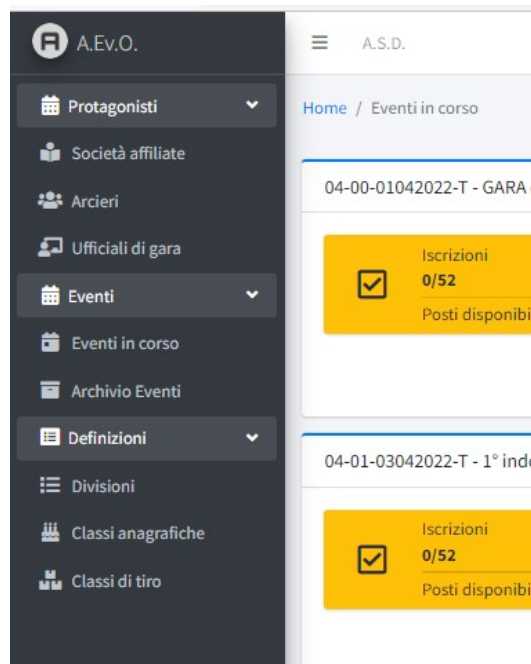 A.Ev.O.
Protagonisti
Società affiliate
Arcieri
Ufficiali di gara
Eventi
Eventi in corso
Archivio Eventi
Definizioni
Divisioni
Classi anagrafiche
Classi di tiro
A.S.D.
Home / Eventi in corso
04-00-01042022-T - GARA
Iscrizioni
0/52
Posti disponibi
04-01-03042022-T - 1° ind
Iscrizioni
0/52
Posti disponibi